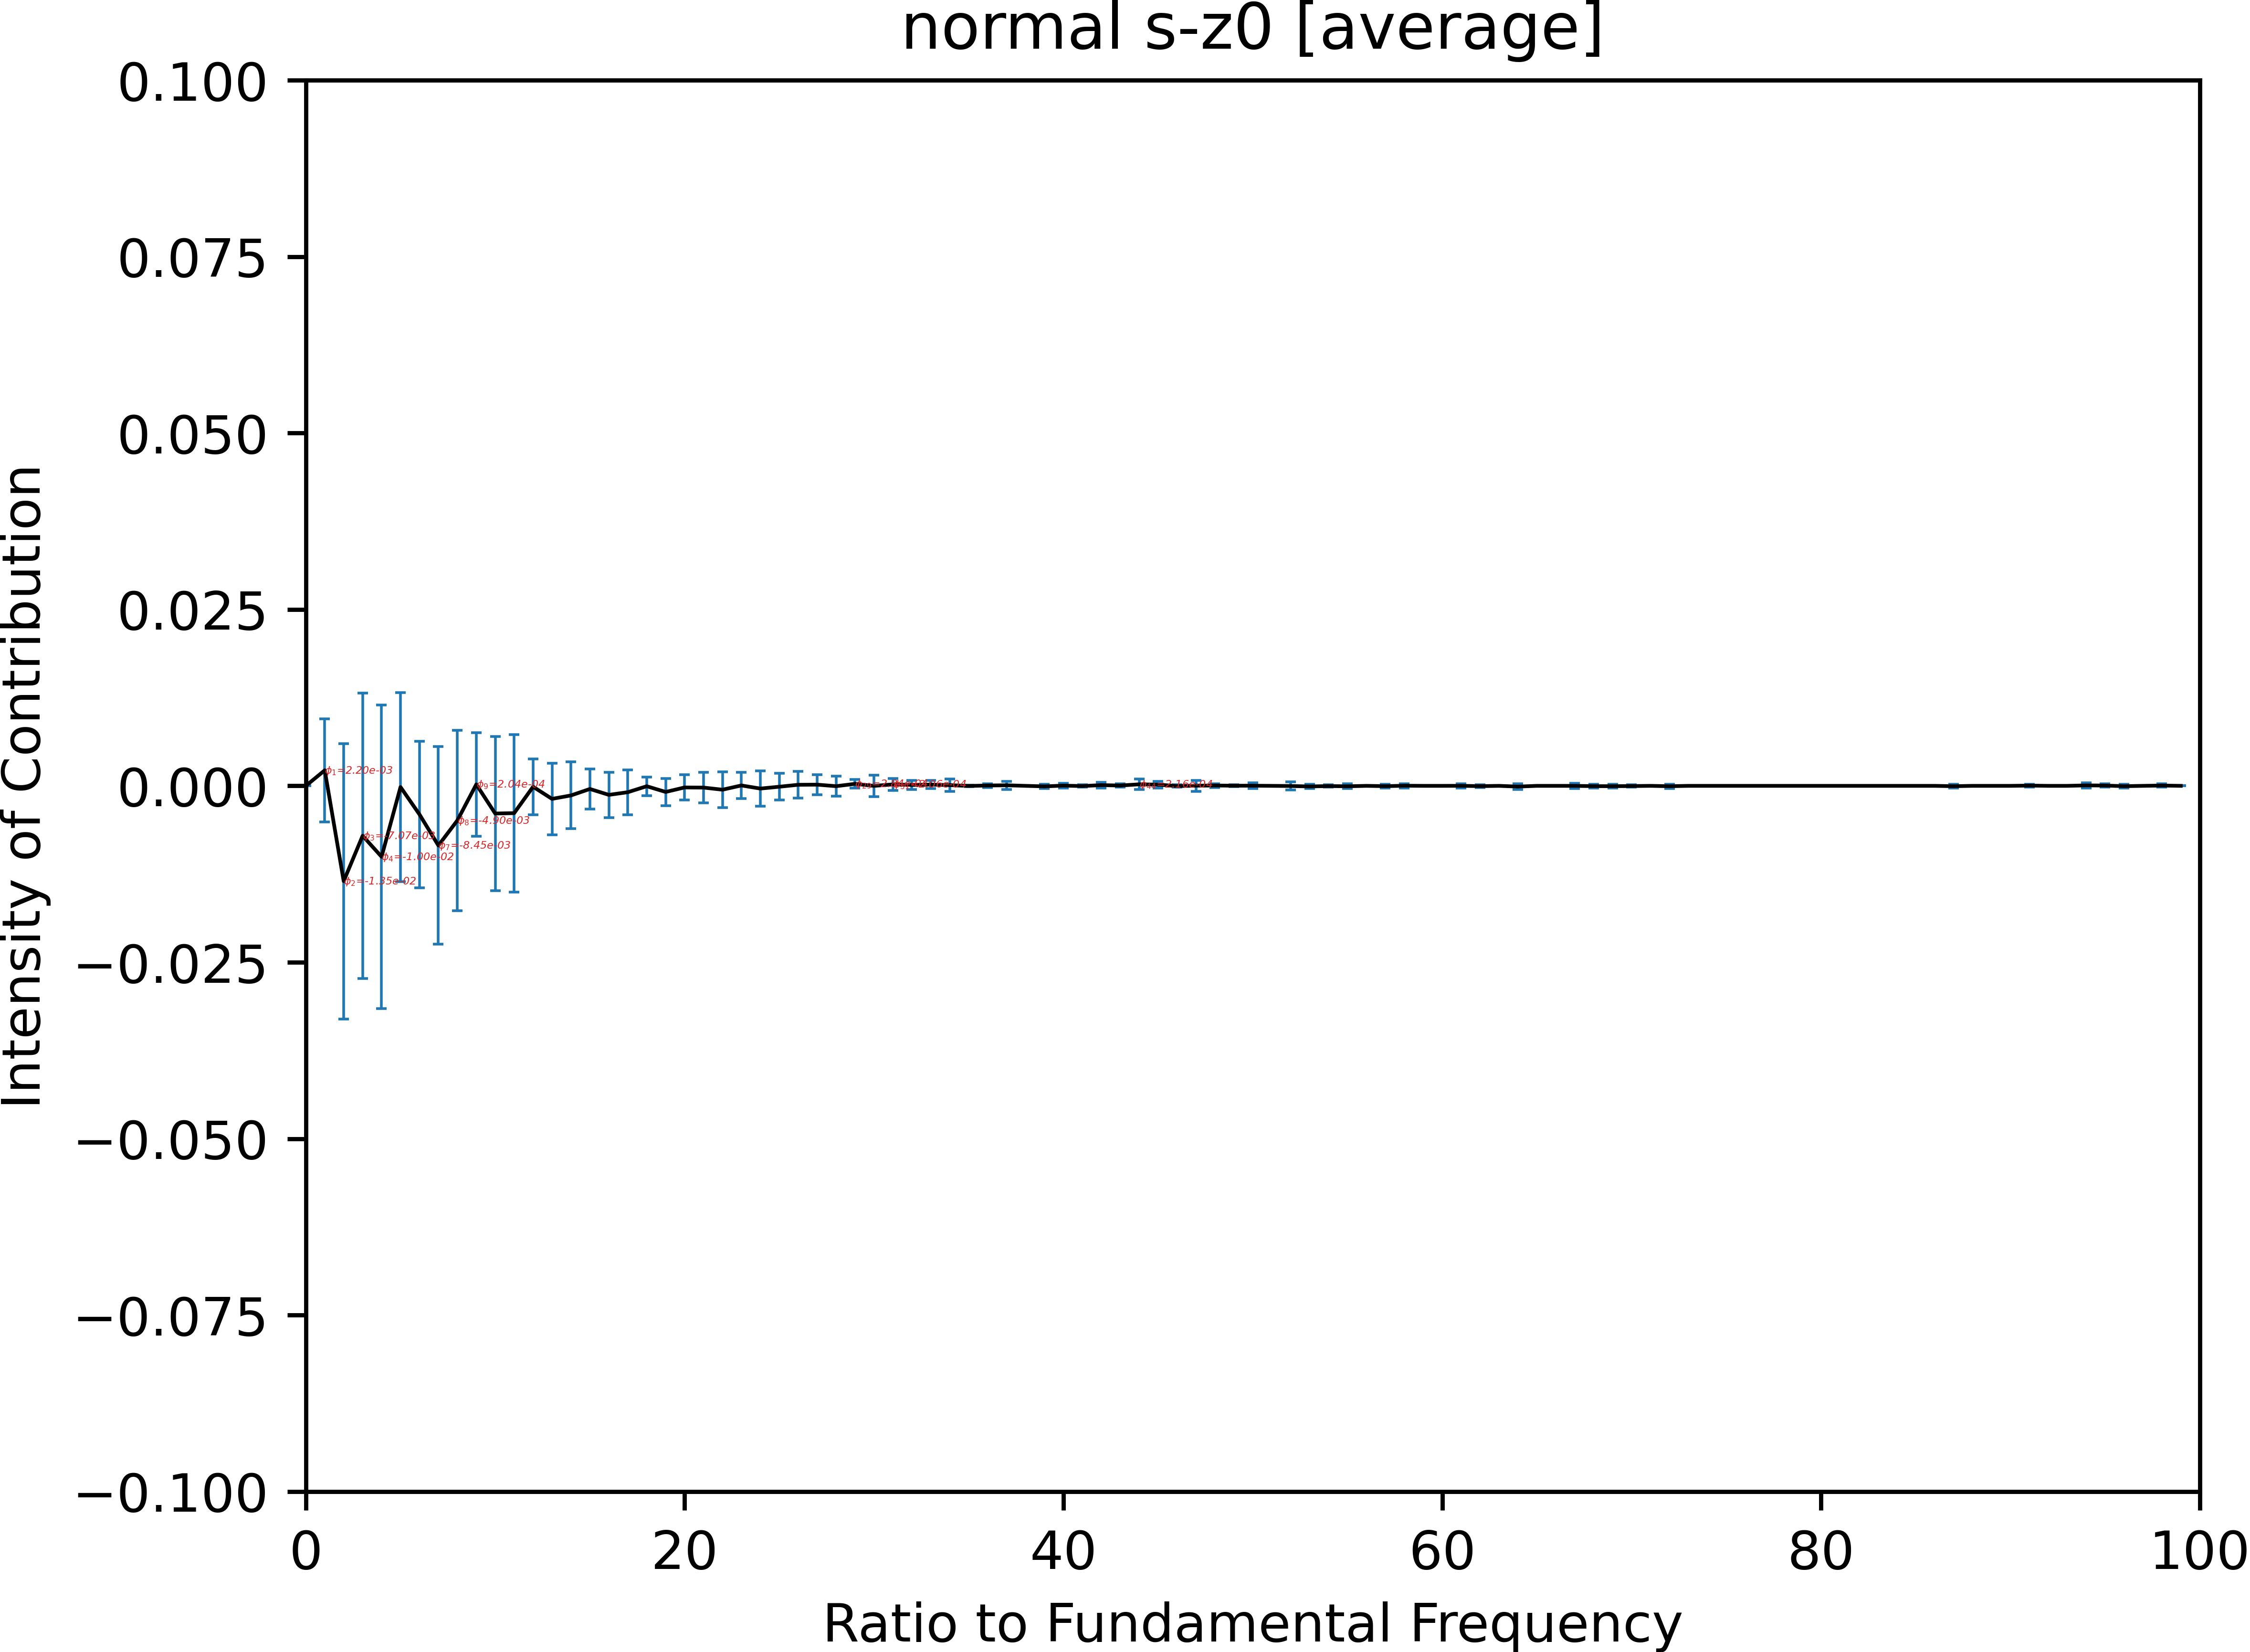 normal s-z0 [average]
0.100
0.075
0.050
0.025
0.000
−0.025
−0.050
−0.075
−0.100
Intensity of Contribution
ϕ₁=2.20e-03
ϕ₂=-1.35e-02
ϕ₃=-7.07e-03
ϕ₄=-1.00e-02
ϕ₇=-8.45e-03
ϕ₈=-4.90e-03
ϕ₉=2.04e-04
0 20 40 60 80 100
Ratio to Fundamental Frequency